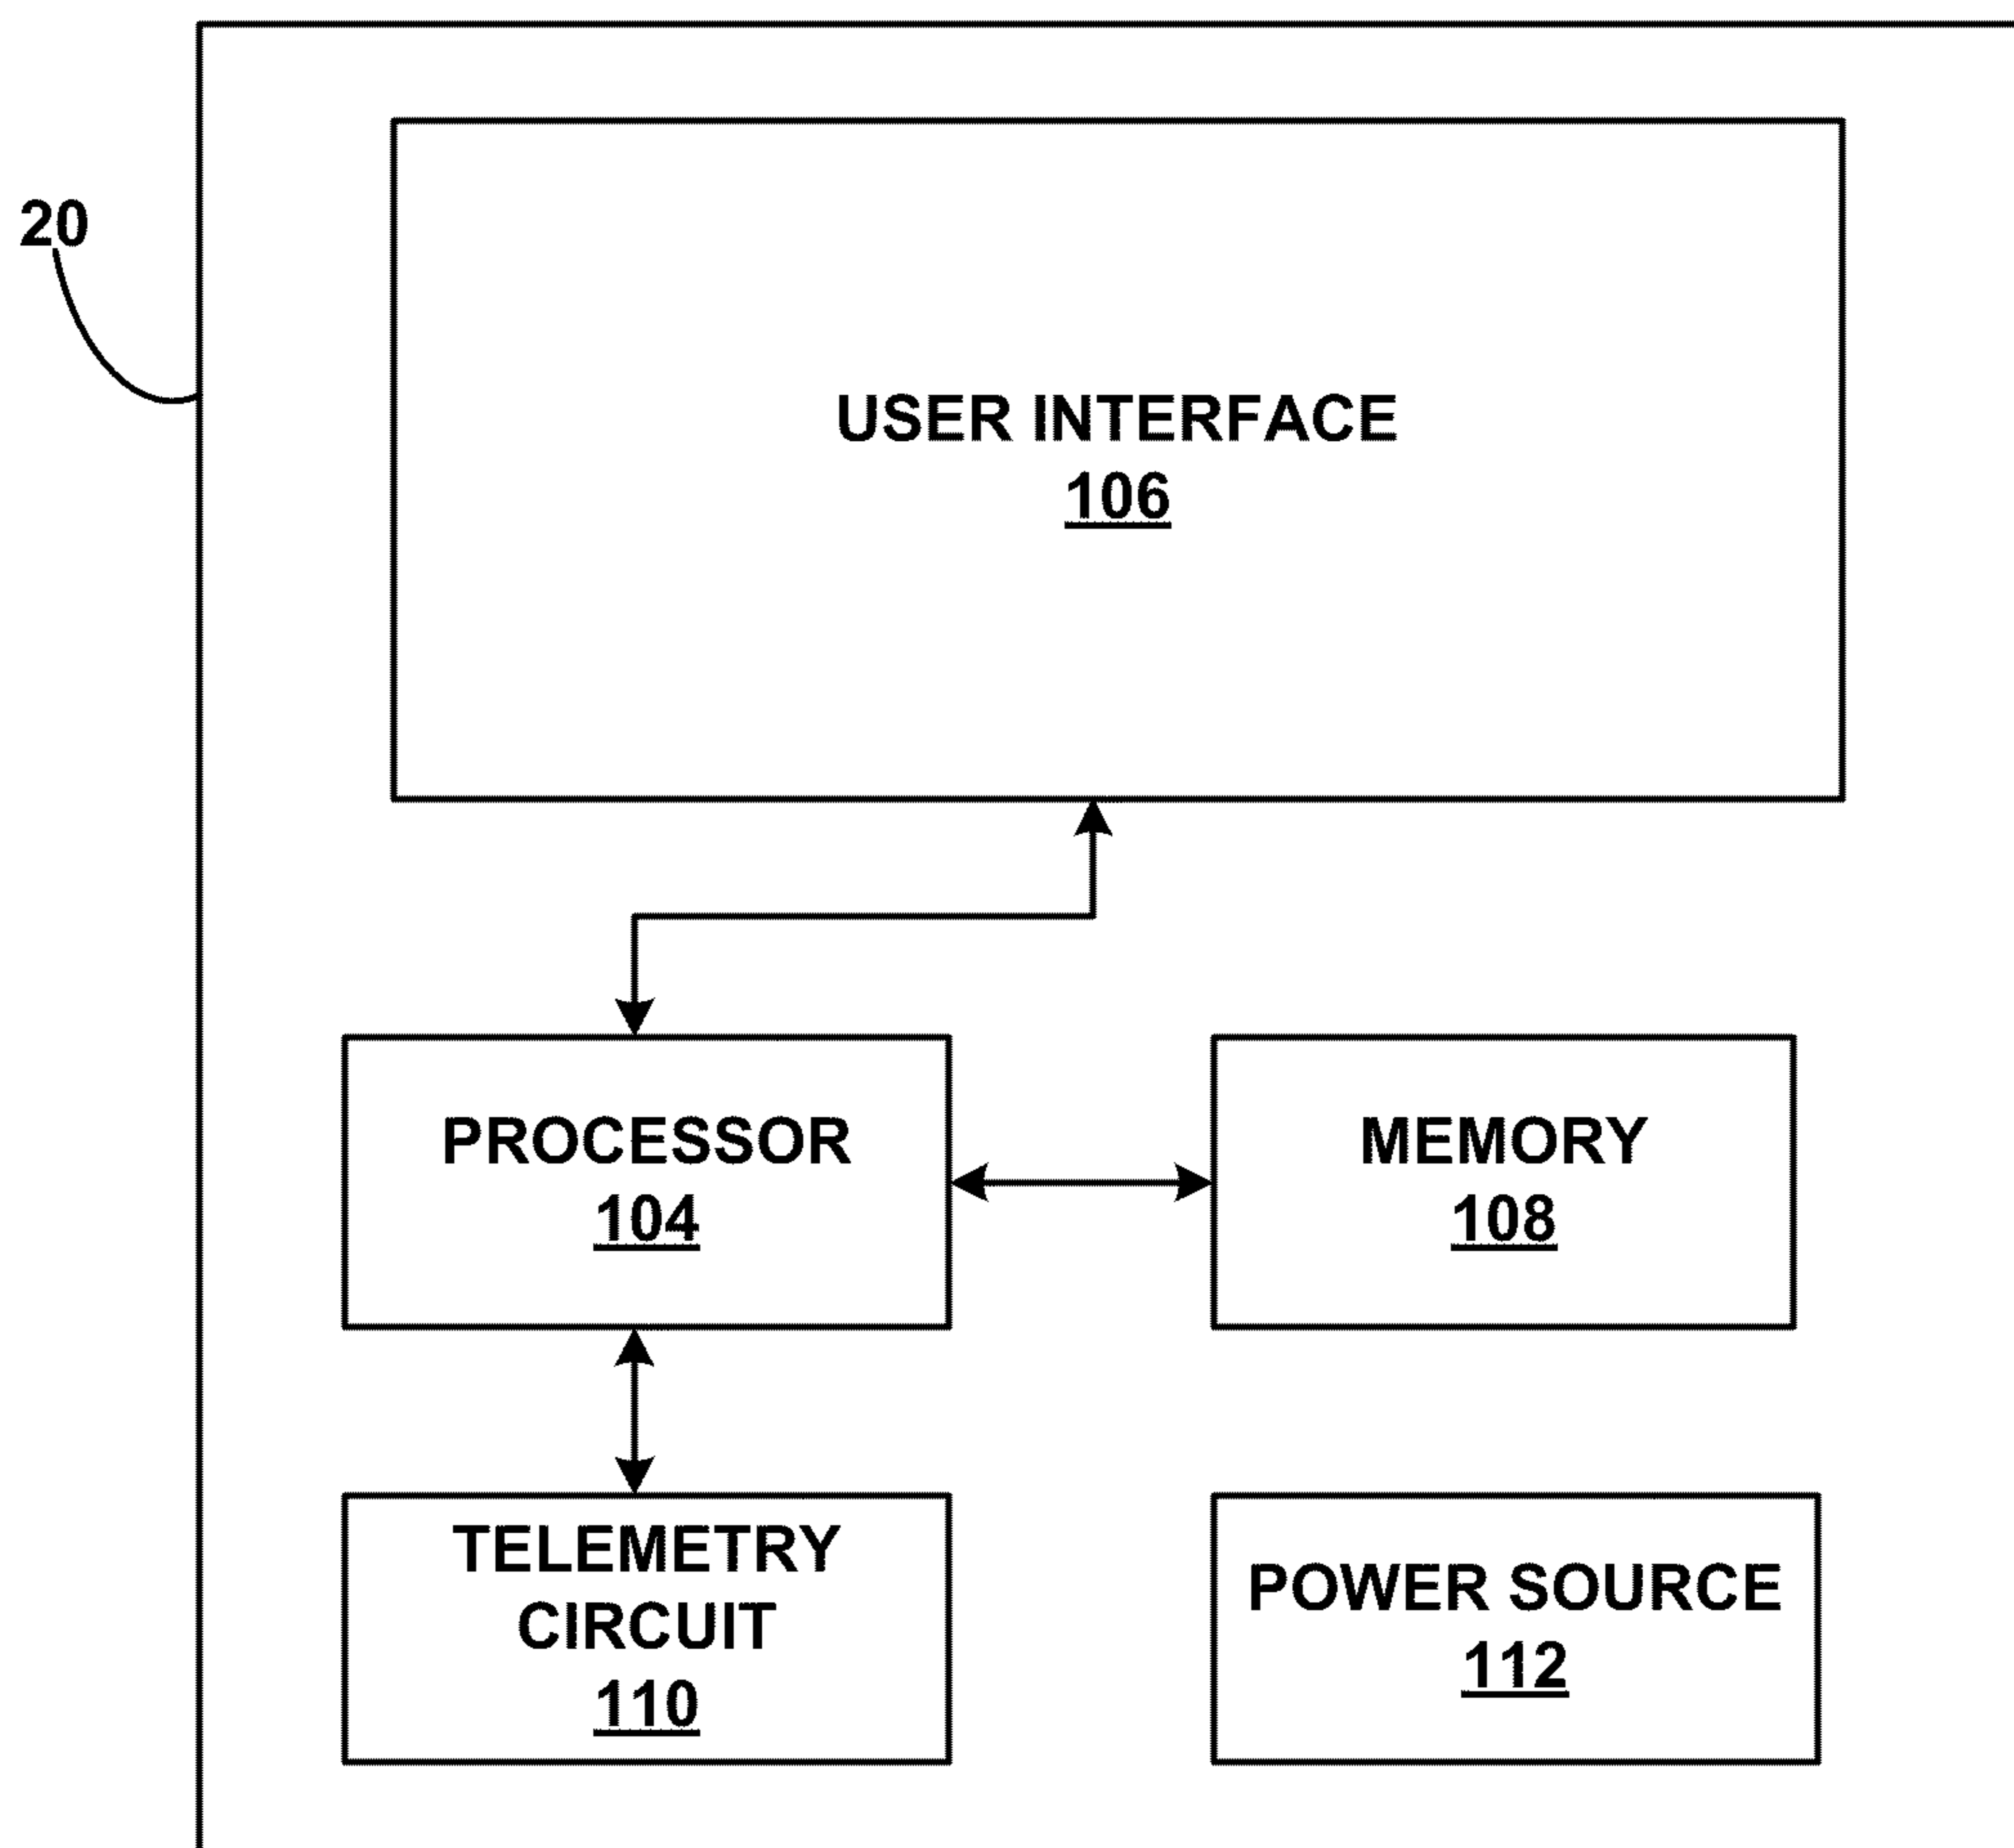 20
USER INTERFACE
106
PROCESSOR
104
MEMORY
108
TELEMETRY
CIRCUIT
110
POWER SOURCE
112